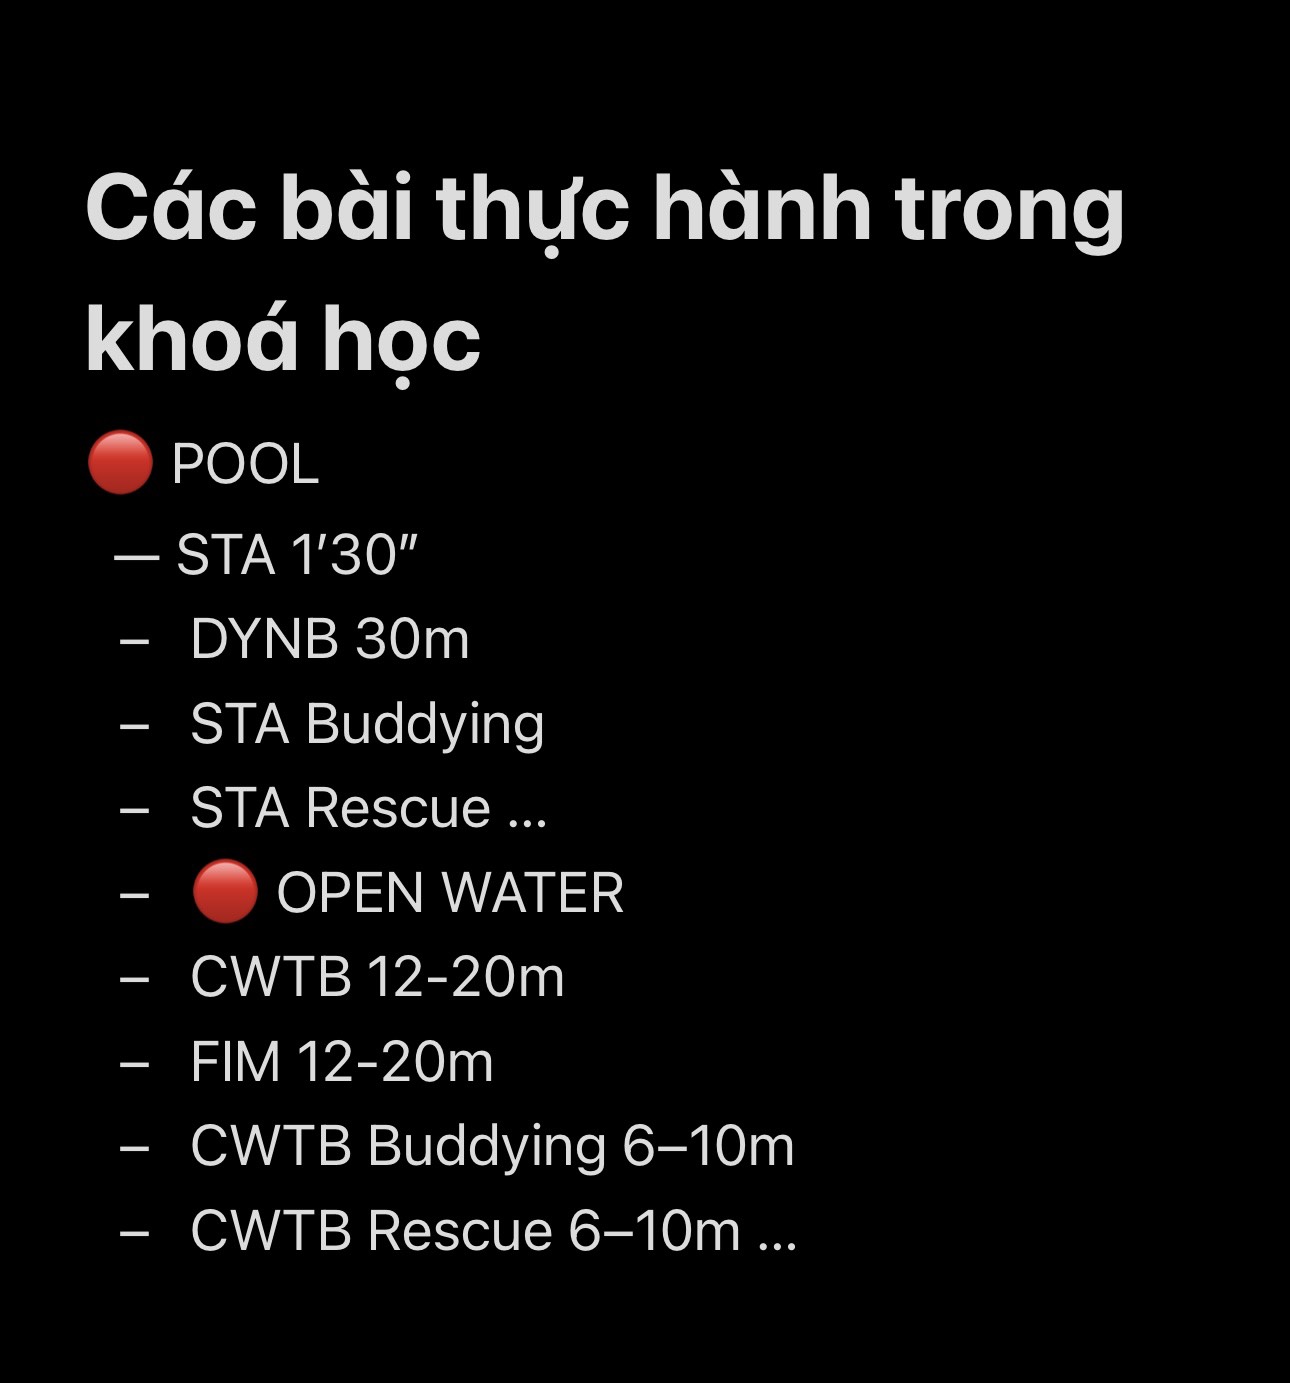 Các bài thực hành trong
khoá học
🔴 POOL
— STA 1’30”
– DYNB 30m
– STA Buddying
– STA Rescue ...
– 🔴 OPEN WATER
– CWTB 12-20m
– FIM 12-20m
– CWTB Buddying 6–10m
– CWTB Rescue 6–10m ...